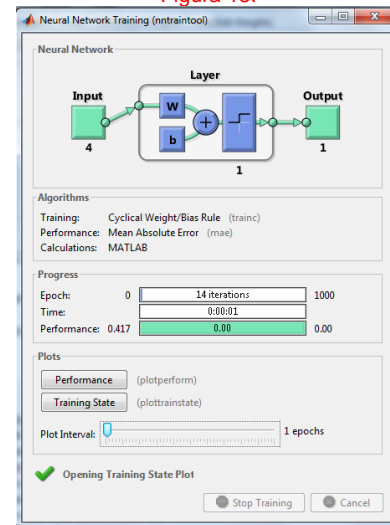 Figura 48.
Neural Network Training (nntraintool)
Neural Network
Layer
Input
Output
W
b
+
4
1
1
Algorithms
Training: Cyclical Weight/Bias Rule (trainc)
Performance: Mean Absolute Error (mae)
Calculations: MATLAB
Progress
Epoch: 0 14 iterations 1000
Time: 0:00:01
Performance: 0.417 0.00 0.00
Plots
Performance (plotperform)
Training State (plottrainstate)
Plot Interval: 1 epochs
Opening Training State Plot
Stop Training Cancel